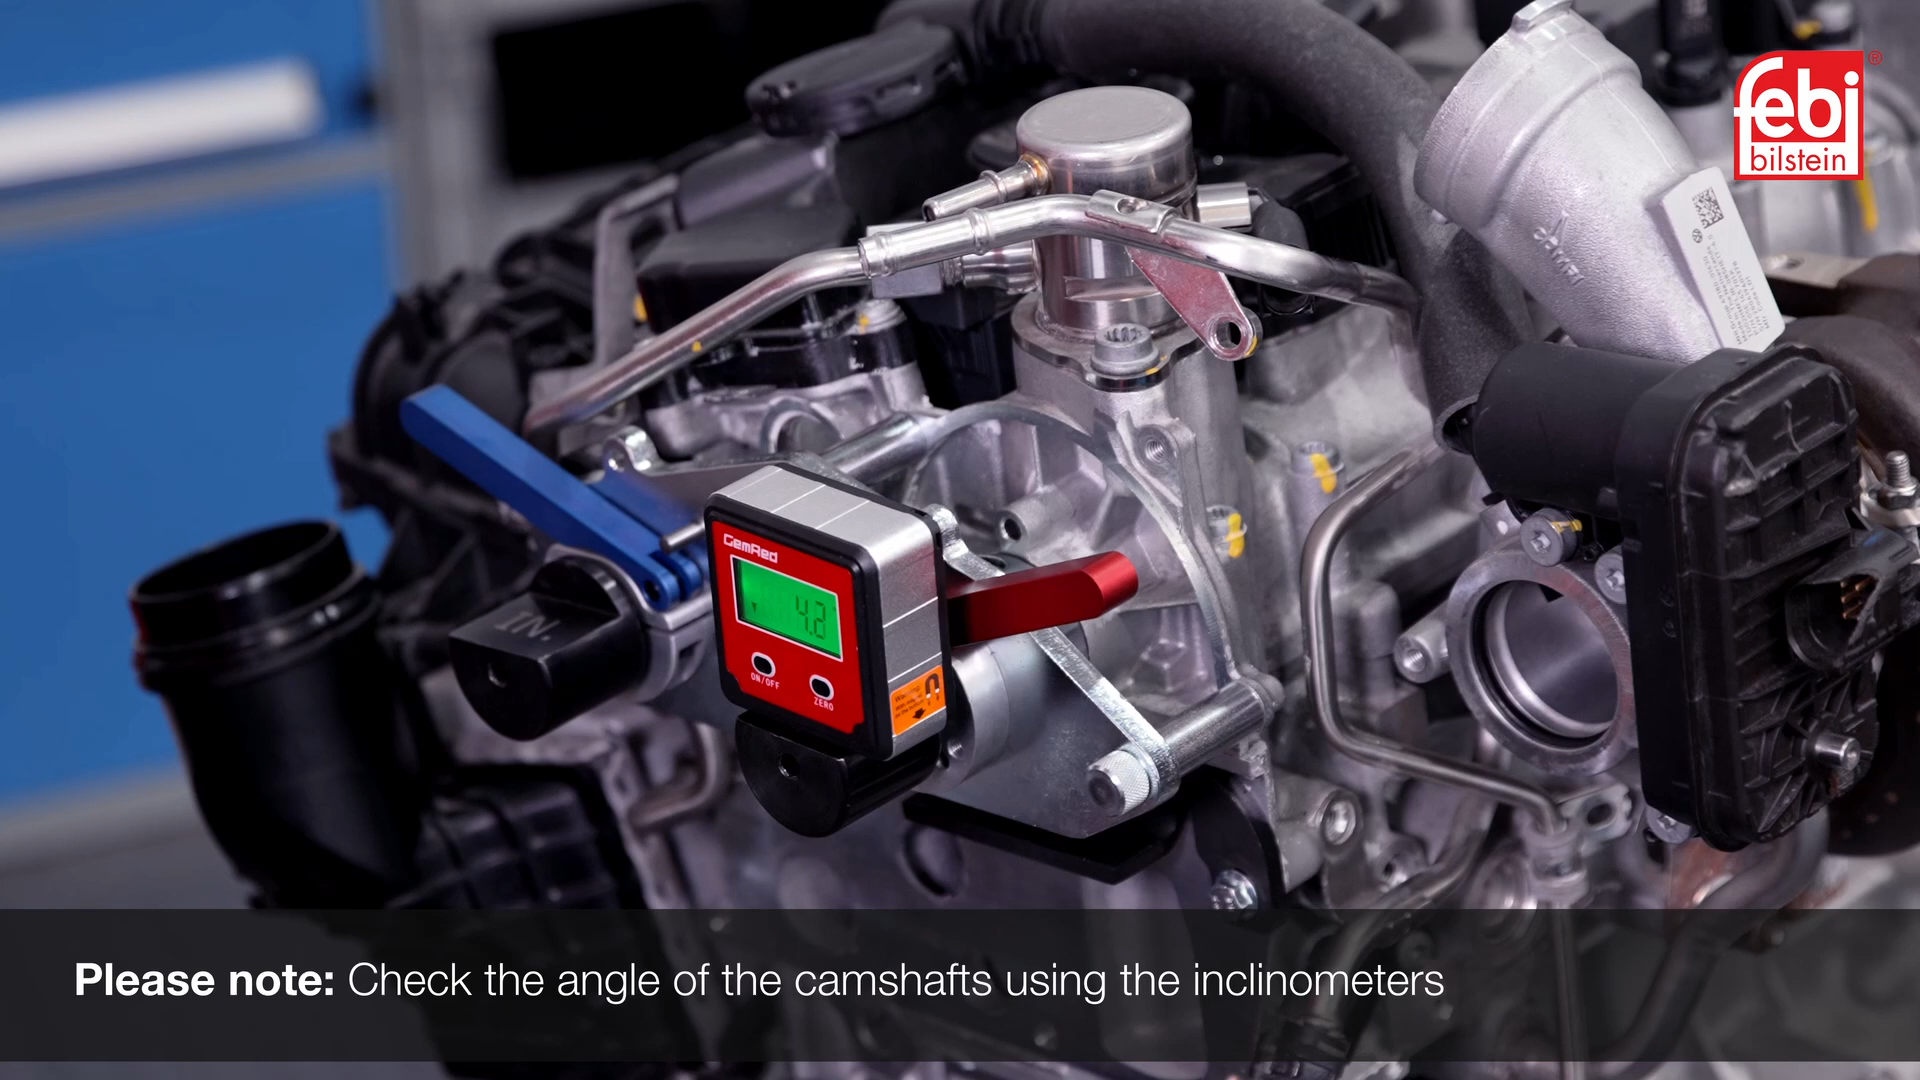 febi®
bilstein
GemRed
4.2°
ON/OFF
ZERO
IN.
Please note: Check the angle of the camshafts using the inclinometers